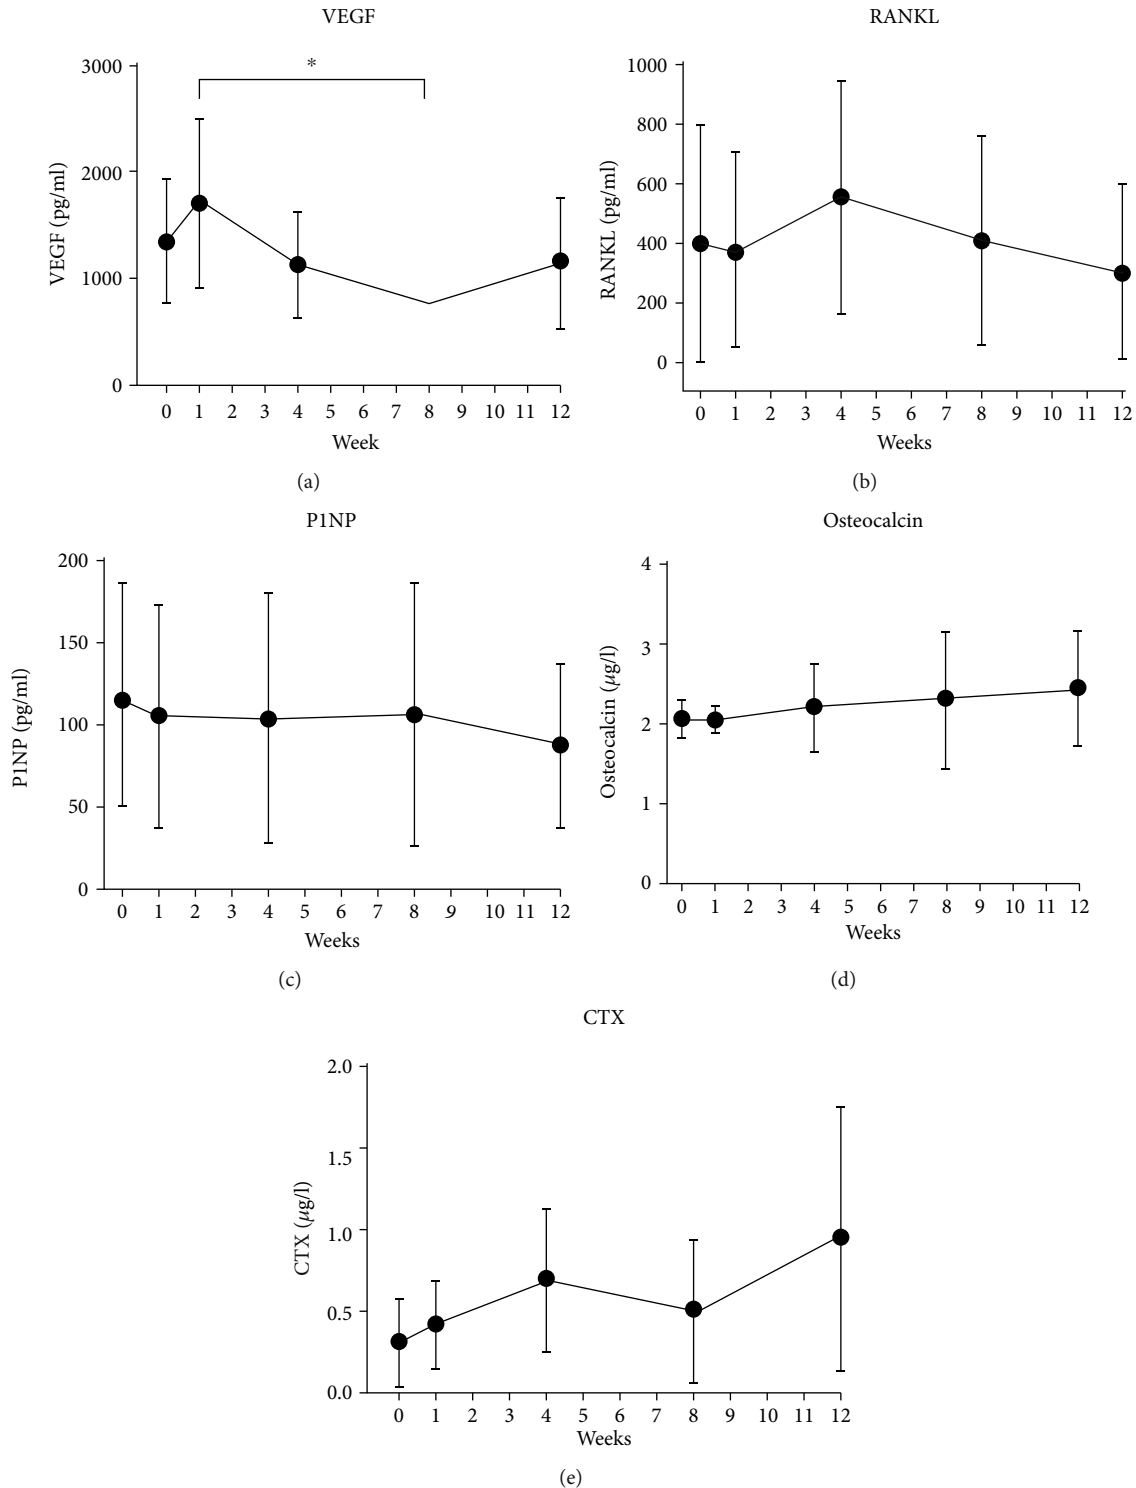 VEGF
3000
2000
1000
0
VEGF (pg/ml)
*
0 1 2 3 4 5 6 7 8 9 10 11 12
Week
(a)
RANKL
1000
800
600
400
200
0
RANKL (pg/ml)
0 1 2 3 4 5 6 7 8 9 10 11 12
Weeks
(b)
P1NP
200
150
100
50
0
P1NP (pg/ml)
0 1 2 3 4 5 6 7 8 9 10 11 12
Weeks
(c)
Osteocalcin
4
3
2
1
0
Osteocalcin (μg/l)
0 1 2 3 4 5 6 7 8 9 10 11 12
Weeks
(d)
CTX
2.0
1.5
1.0
0.5
0.0
CTX (μg/l)
0 1 2 3 4 5 6 7 8 9 10 11 12
Weeks
(e)